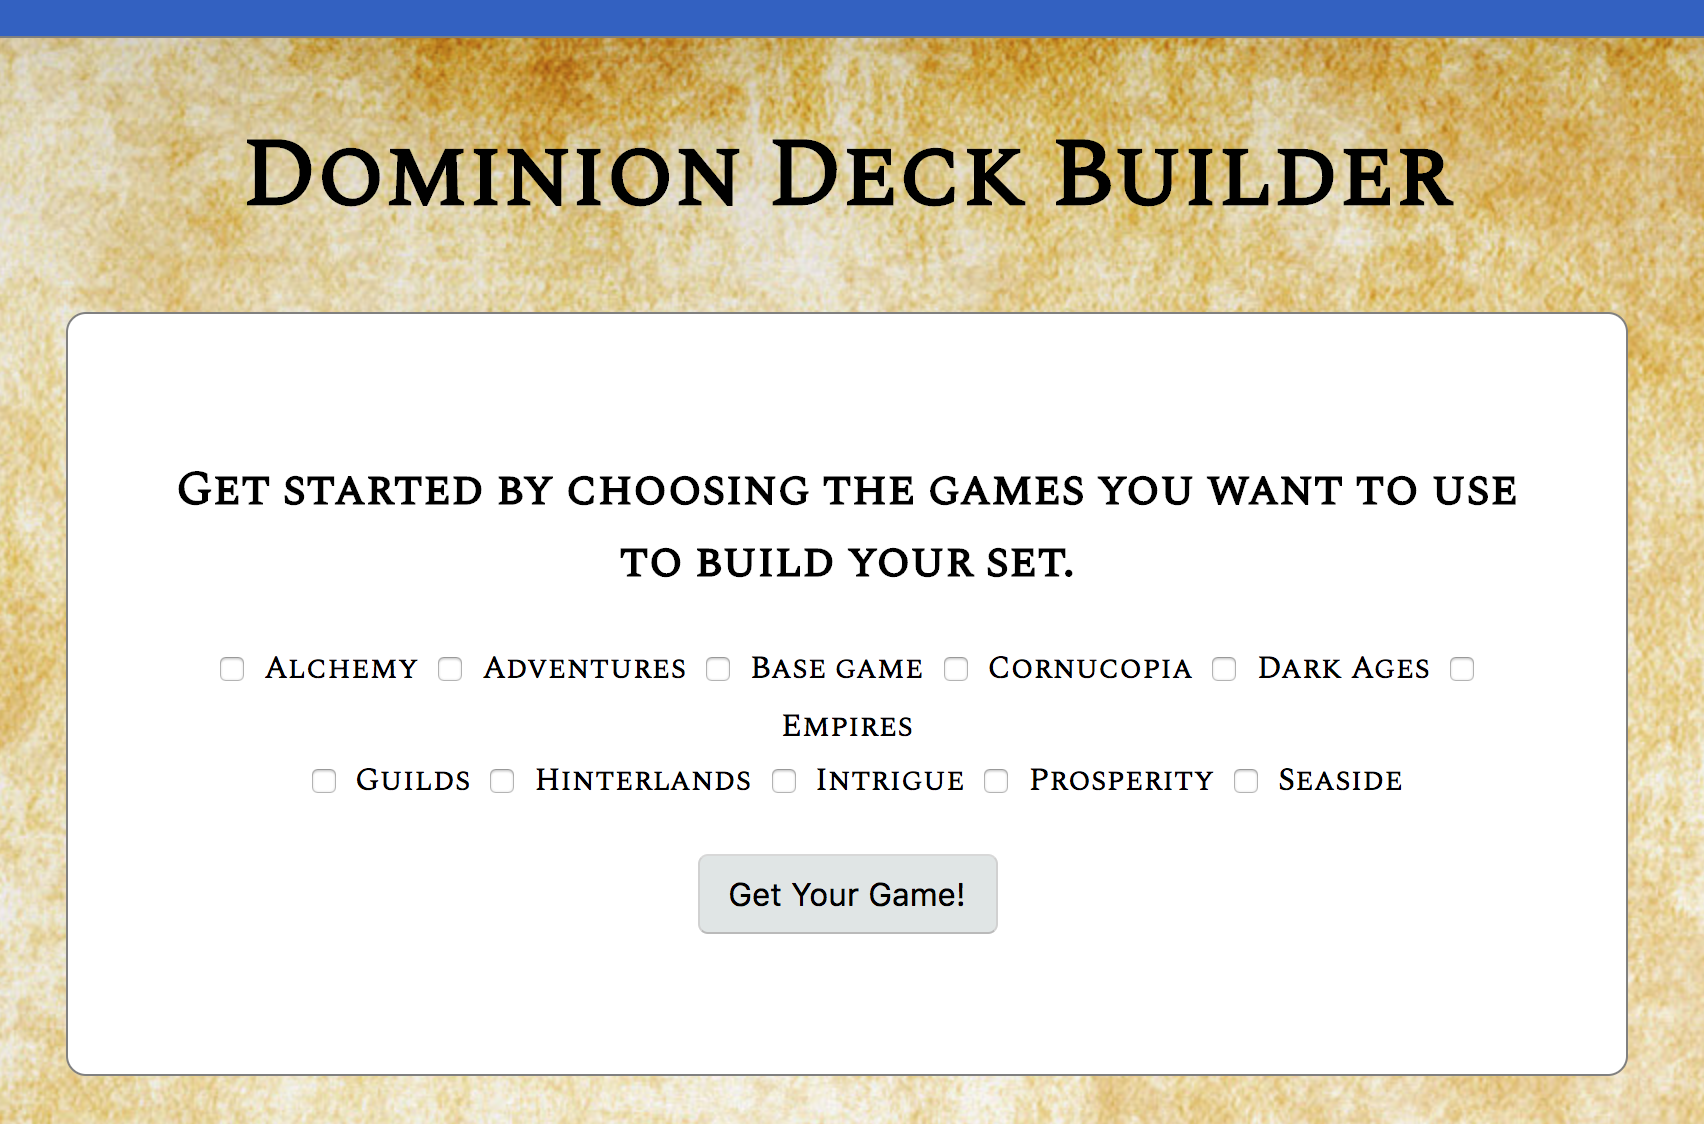 Dominion Deck Builder
Get started by choosing the games you want to use
to build your set.
Alchemy Adventures Base game Cornucopia Dark Ages
Empires
Guilds Hinterlands Intrigue Prosperity Seaside
Get Your Game!